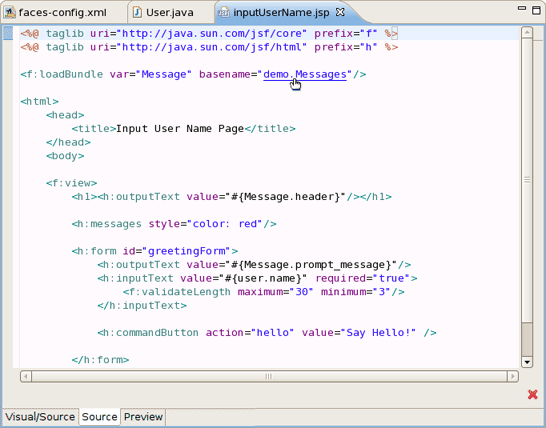 faces-config.xml User.java inputUserName.jsp
<%@ taglib uri="http://java.sun.com/jsf/core" prefix="f" %>
<%@ taglib uri="http://java.sun.com/jsf/html" prefix="h" %>
<f:loadBundle var="Message" basename="demo.Messages"/>
<html>
<head>
<title>Input User Name Page</title>
</head>
<body>
<f:view>
<h1><h:outputText value="#{Message.header}"/></h1>
<h:messages style="color: red"/>
<h:form id="greetingForm">
<h:outputText value="#{Message.prompt_message}"/>
<h:inputText value="#{user.name}" required="true">
<f:validateLength maximum="30" minimum="3"/>
</h:inputText>
<h:commandButton action="hello" value="Say Hello!" />
</h:form>
Visual/Source Source Preview